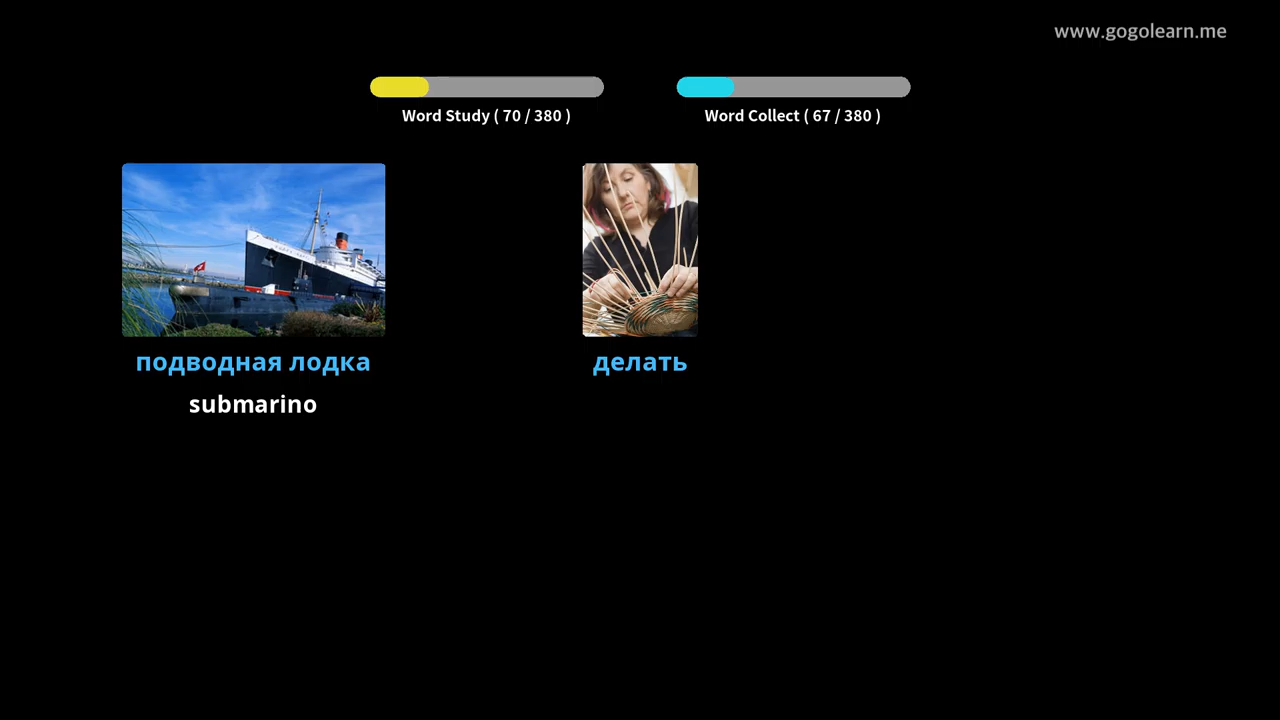 www.gogolearn.me
Word Study ( 70 / 380 )
Word Collect ( 67 / 380 )
подводная лодка
submarino
делать